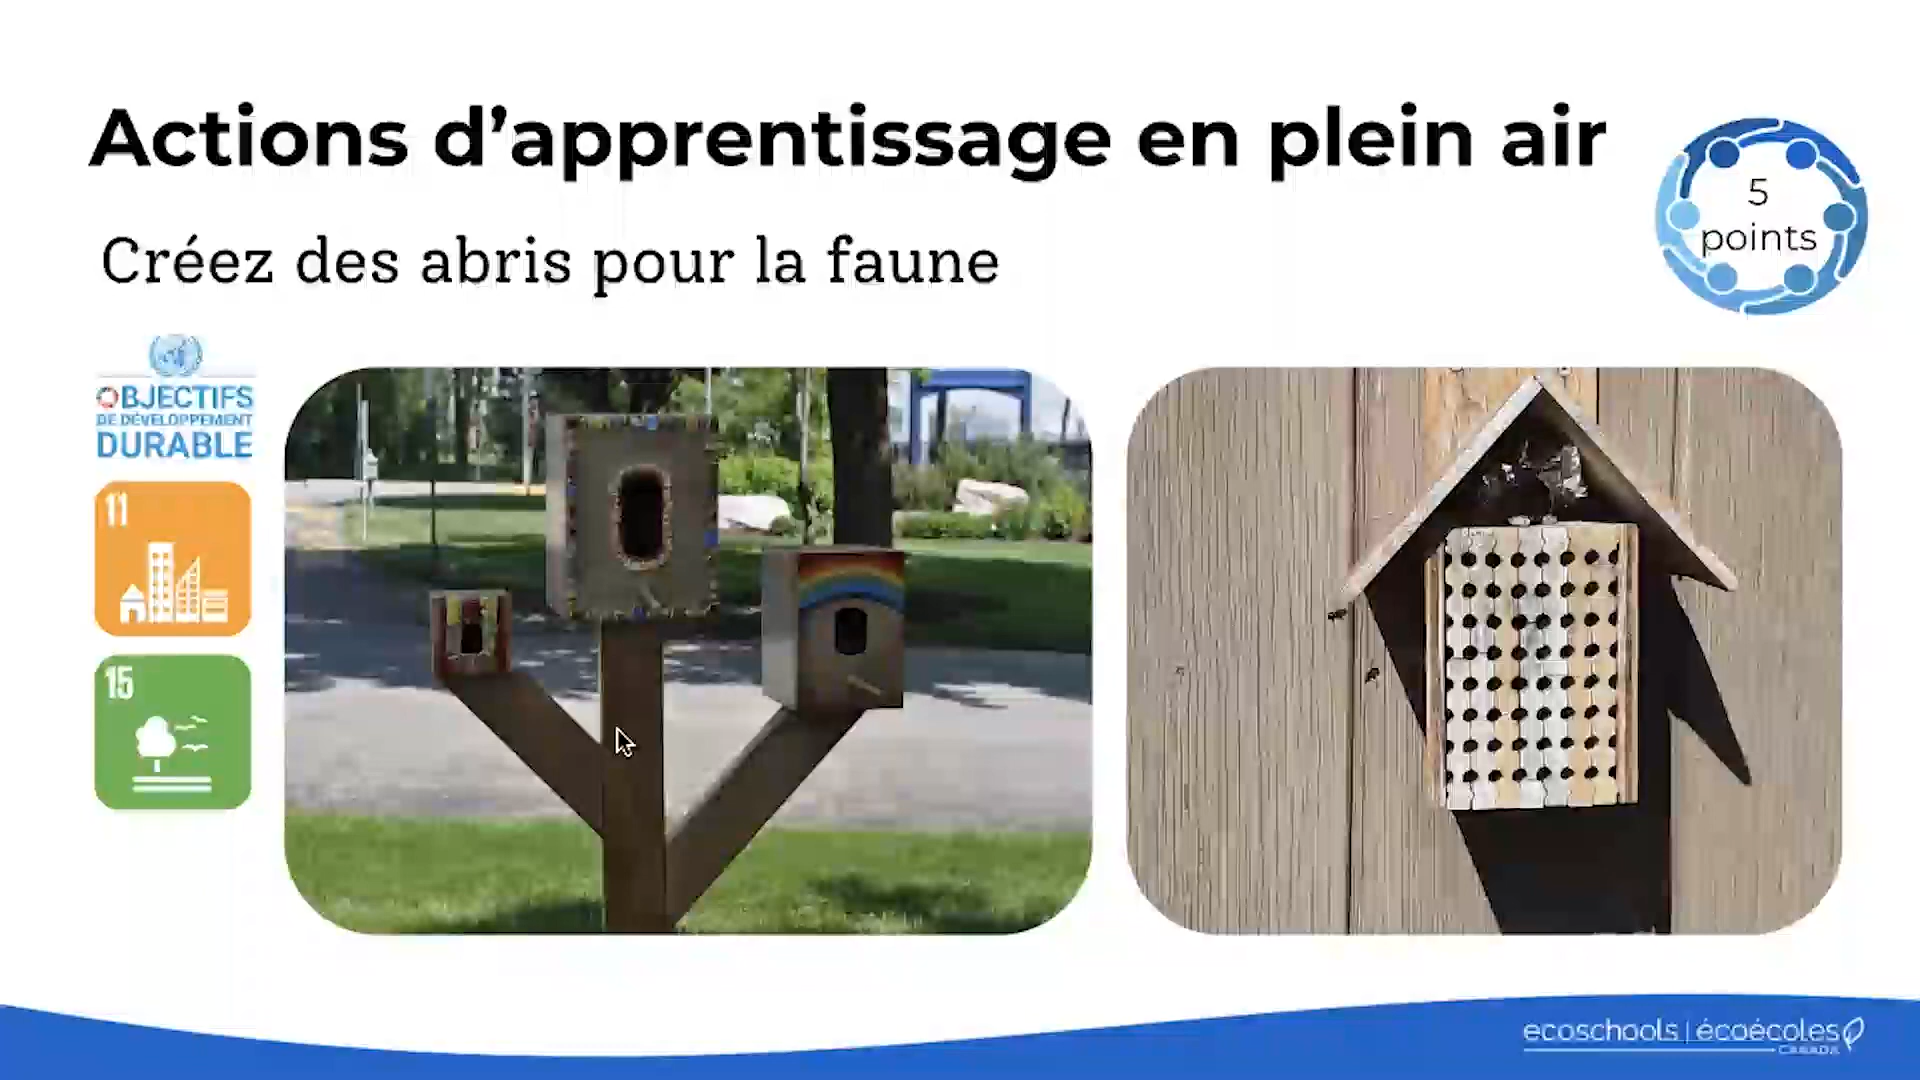 Actions d’apprentissage en plein air
Créez des abris pour la faune
5
points
OBJECTIFS
DE DÉVELOPPEMENT
DURABLE
11
15
ecoschools | écoécoles
CANADA